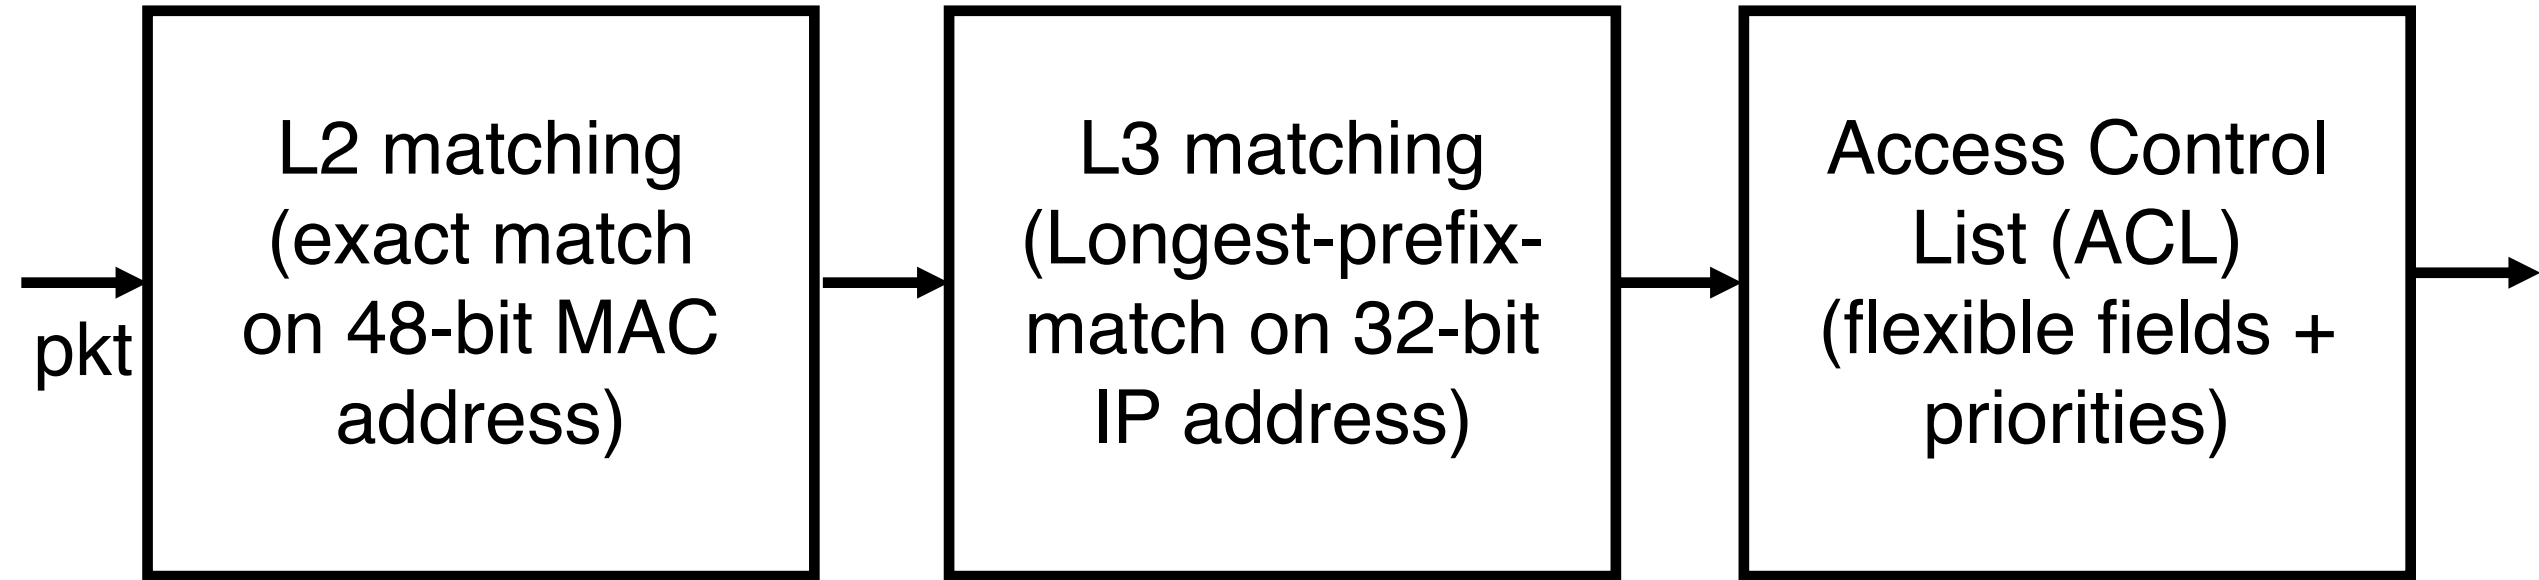 pkt
L2 matching
(exact match
on 48-bit MAC
address)
L3 matching
(Longest-prefix-
match on 32-bit
IP address)
Access Control
List (ACL)
(flexible fields +
priorities)